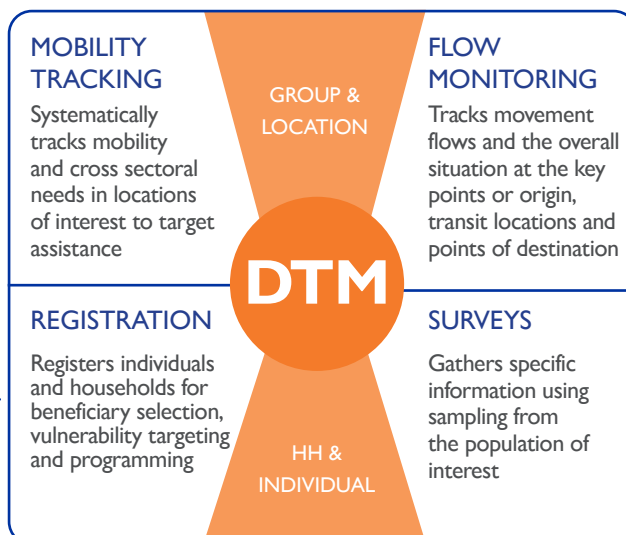 MOBILITY
TRACKING
Systematically
tracks mobility
and cross sectoral
needs in locations
of interest to target
assistance
GROUP &
LOCATION
FLOW
MONITORING
Tracks movement
flows and the overall
situation at the key
points or origin,
transit locations and
points of destination
DTM
REGISTRATION
Registers individuals
and households for
beneficiary selection,
vulnerability targeting
and programming
HH &
INDIVIDUAL
SURVEYS
Gathers specific
information using
sampling from
the population of
interest